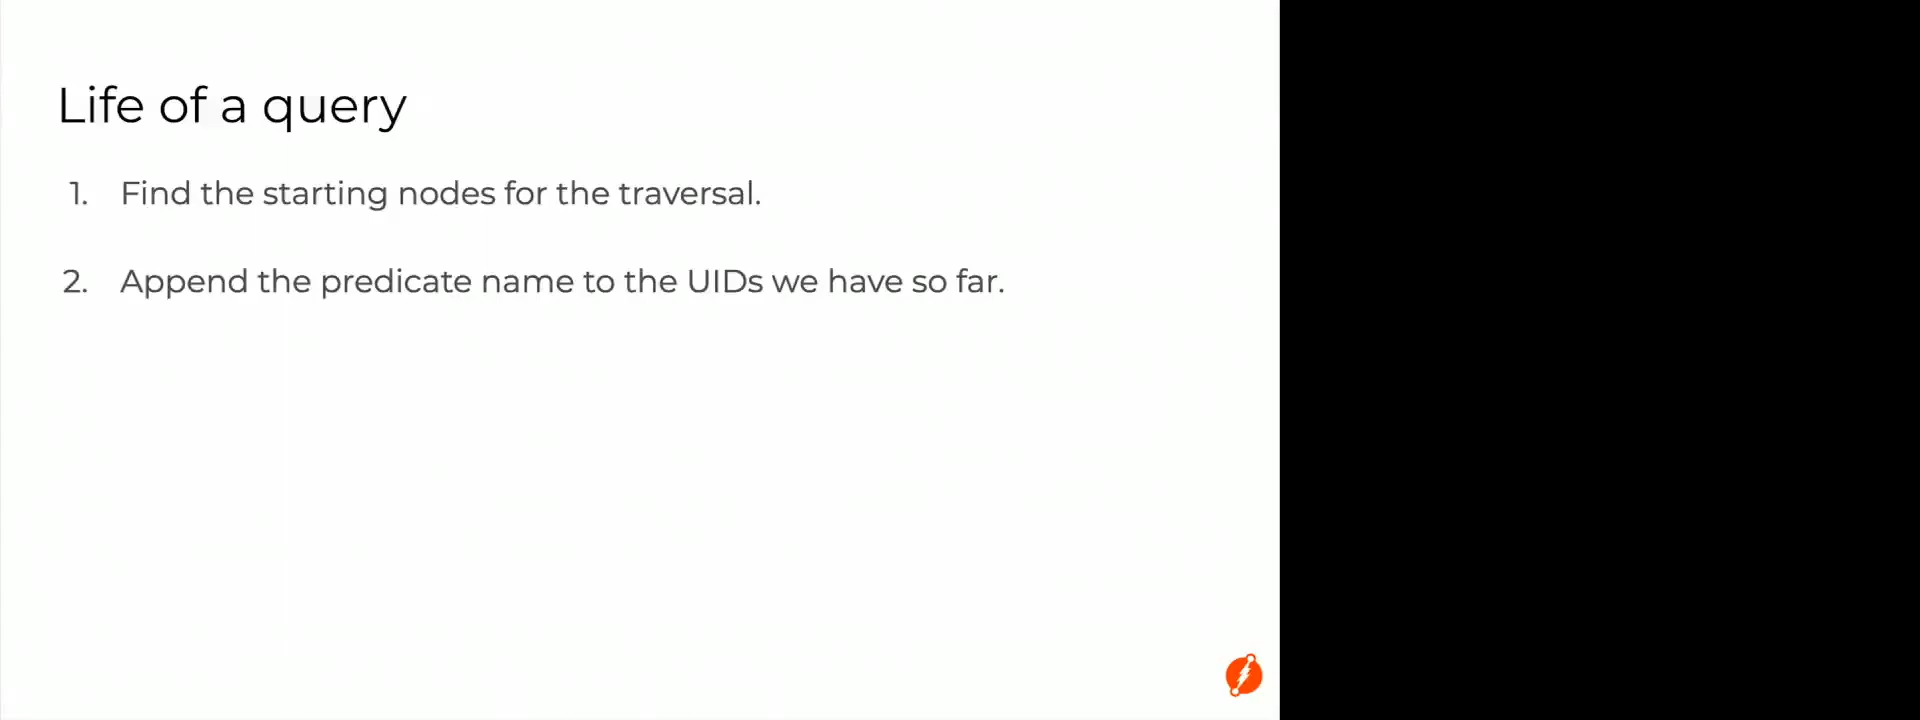 Life of a query
1. Find the starting nodes for the traversal.
2. Append the predicate name to the UIDs we have so far.